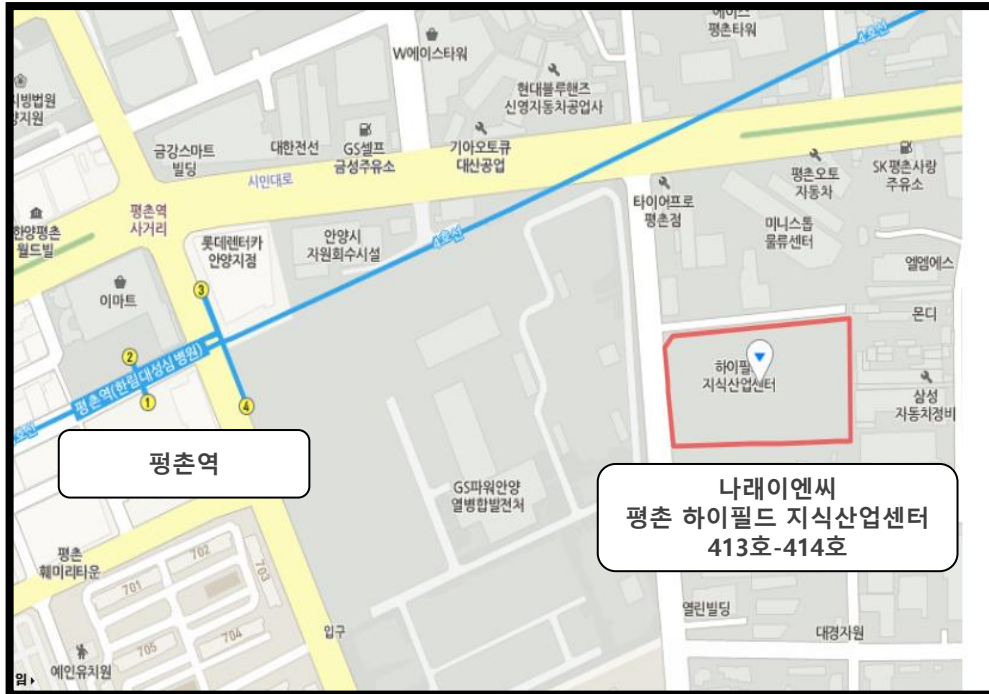 에이스
평촌타워
4호선
W에이스타워
현대블루핸즈
신영자동차공업사
지방법원
양지원
금강스마트
빌딩
대한전선
GS셀프
금성주유소
기아오토큐
대산공업
시민대로
평촌오토
자동차
SK평촌사랑
주유소
평촌역
사거리
타이어프로
평촌점
미니스톱
물류센터
한양평촌
월드빌
롯데렌터카
안양지점
안양시
자원회수시설
4호선
엘엠에스
이마트
3
몬디
2
평촌역(한림대성심병원)
1
4
하이필
지식산업센터
삼성
자동차정비
호선
펑촌역
GS파워안양
열병합발전처
나래이엔씨
평촌 하이필드 지식산업센터
413호-414호
평촌
훼미리타운
702
701
703
열린빌딩
704
705
입구
대경자원
예인유치원
임